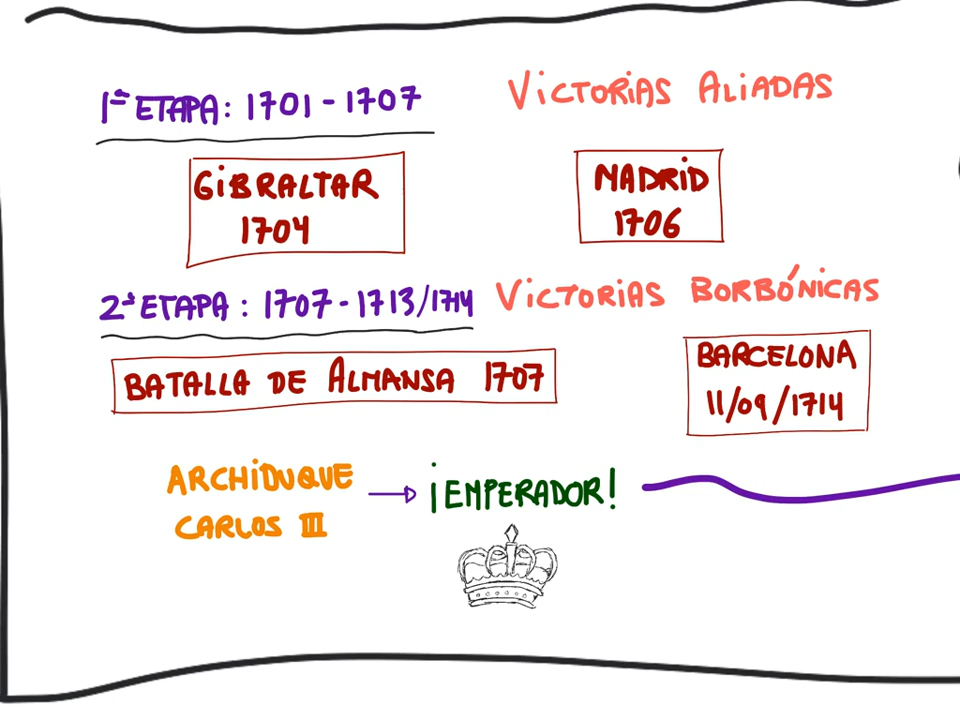 1ª ETAPA: 1701 - 1707
VICTORIAS ALIADAS
GIBRALTAR
1704
MADRID
1706
2ª ETAPA: 1707 - 1713/1714
VICTORIAS BORBÓNICAS
BATALLA DE ALMANSA 1707
BARCELONA
11/09/1714
ARCHIDUQUE
CARLOS III
¡EMPERADOR!